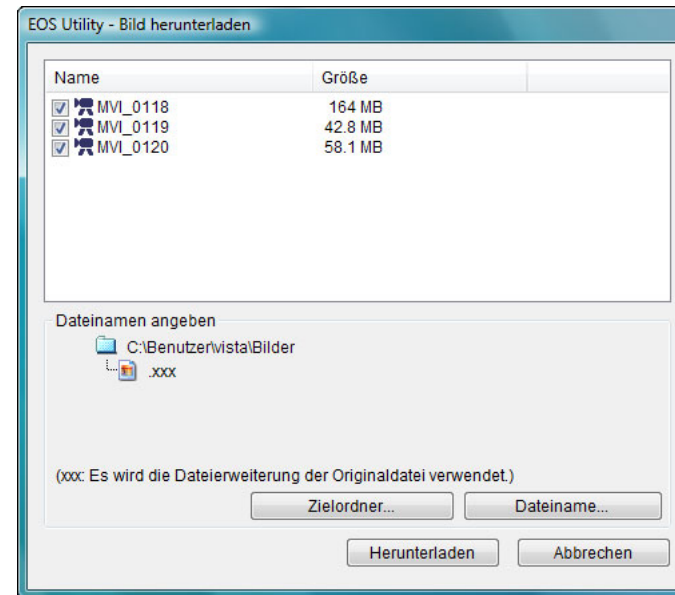 EOS Utility - Bild herunterladen
Name Größe
MVI_0118 164 MB
MVI_0119 42.8 MB
MVI_0120 58.1 MB
Dateinamen angeben
C:\Benutzer\vista\Bilder
.xxx
(xxx: Es wird die Dateierweiterung der Originaldatei verwendet.)
Zielordner... Dateiname...
Herunterladen Abbrechen